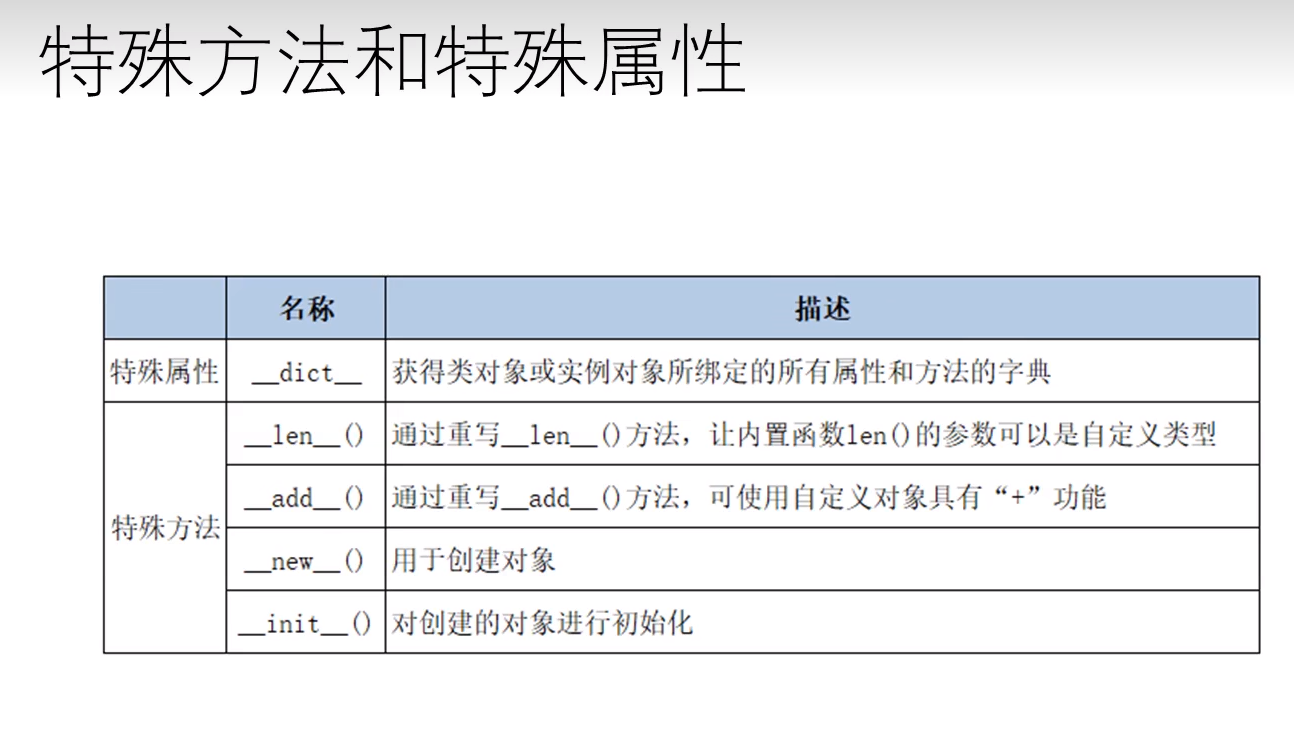 特殊方法和特殊属性
名称 描述
特殊属性 __dict__ 获得类对象或实例对象所绑定的所有属性和方法的字典
特殊方法 __len__() 通过重写__len__()方法，让内置函数len()的参数可以是自定义类型
__add__() 通过重写__add__()方法，可使用自定义对象具有“+”功能
__new__() 用于创建对象
__init__() 对创建的对象进行初始化